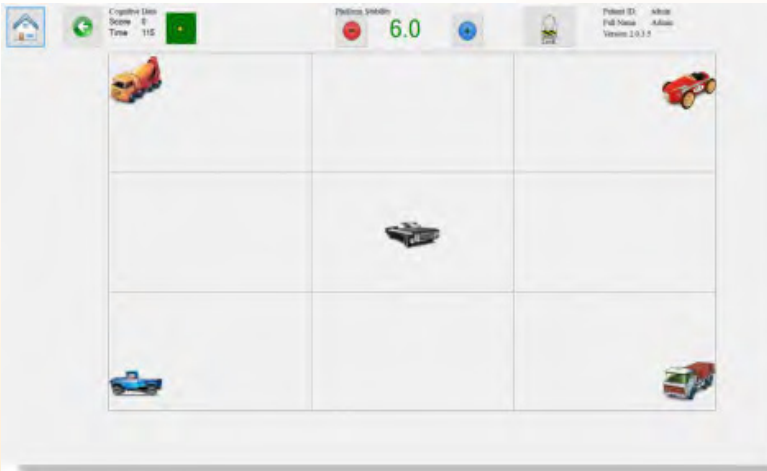 Cognitive Data
Score 0
Time 115
Platform Stability
6.0
Patient ID: Admin
Full Name Admin
Version 2.0.3.5